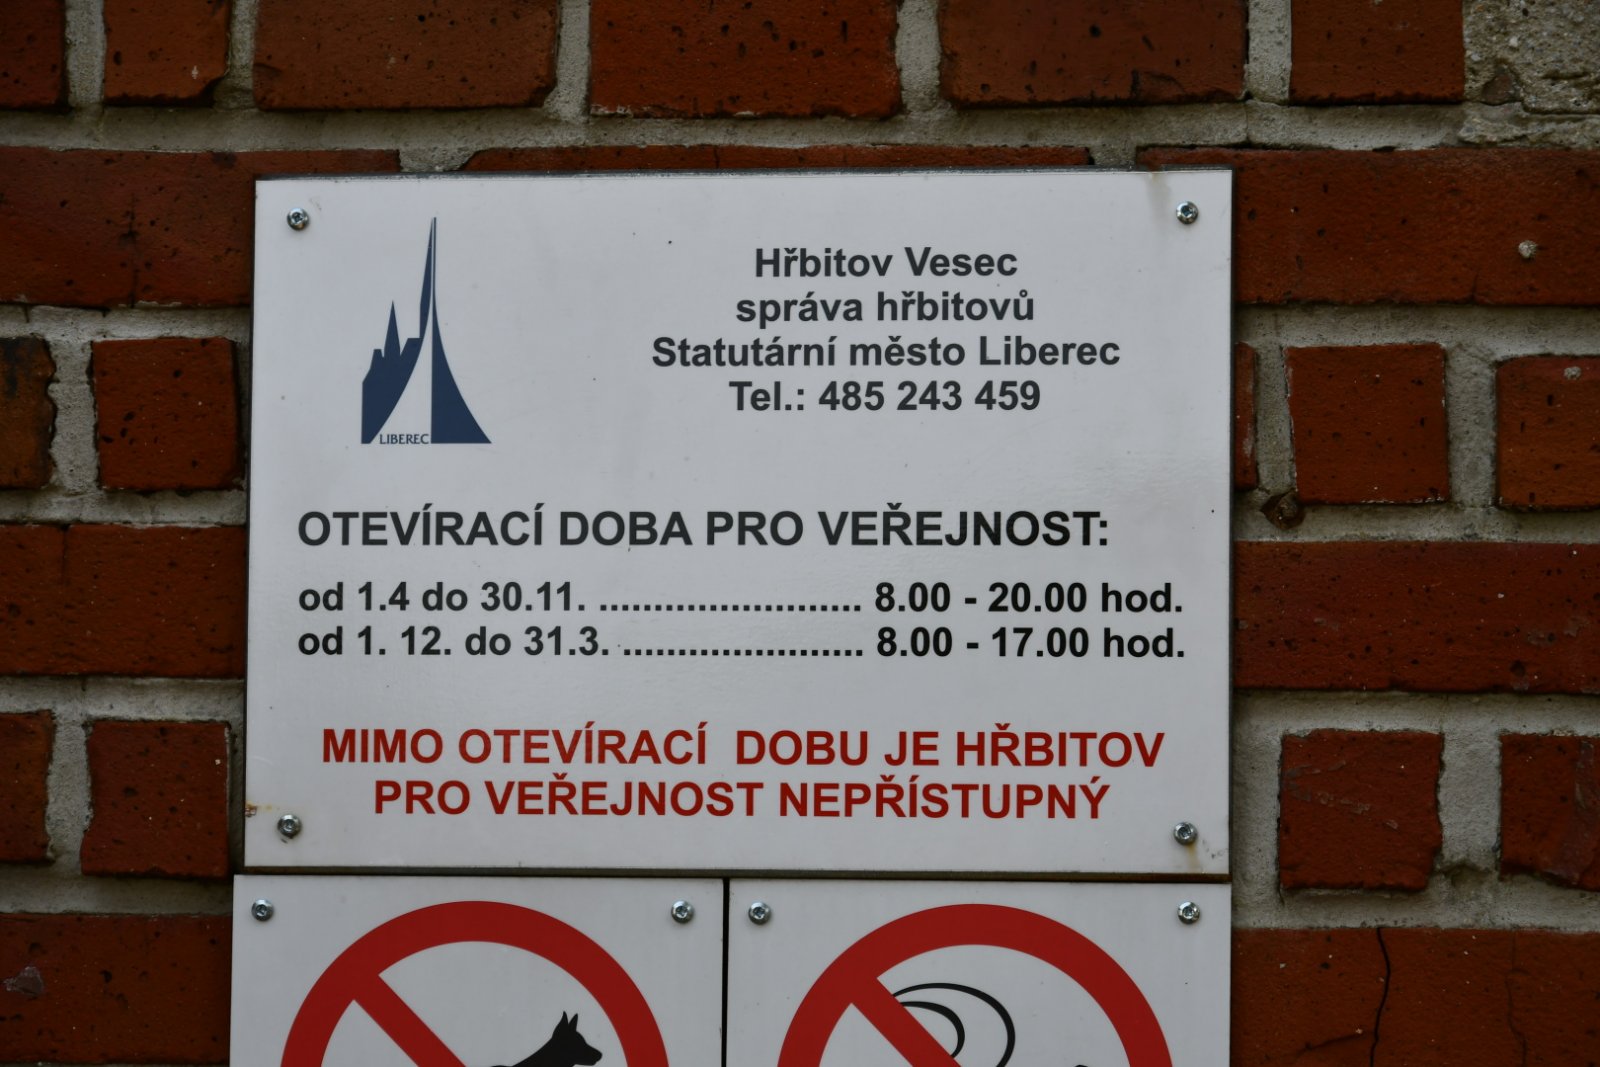 LIBEREC
Hřbitov Vesec
správa hřbitovů
Statutární město Liberec
Tel.: 485 243 459
OTEVÍRACÍ DOBA PRO VEŘEJNOST:
od 1.4 do 30.11. ........................ 8.00 - 20.00 hod.
od 1. 12. do 31.3. ...................... 8.00 - 17.00 hod.
MIMO OTEVÍRACÍ  DOBU JE HŘBITOV
PRO VEŘEJNOST NEPŘÍSTUPNÝ